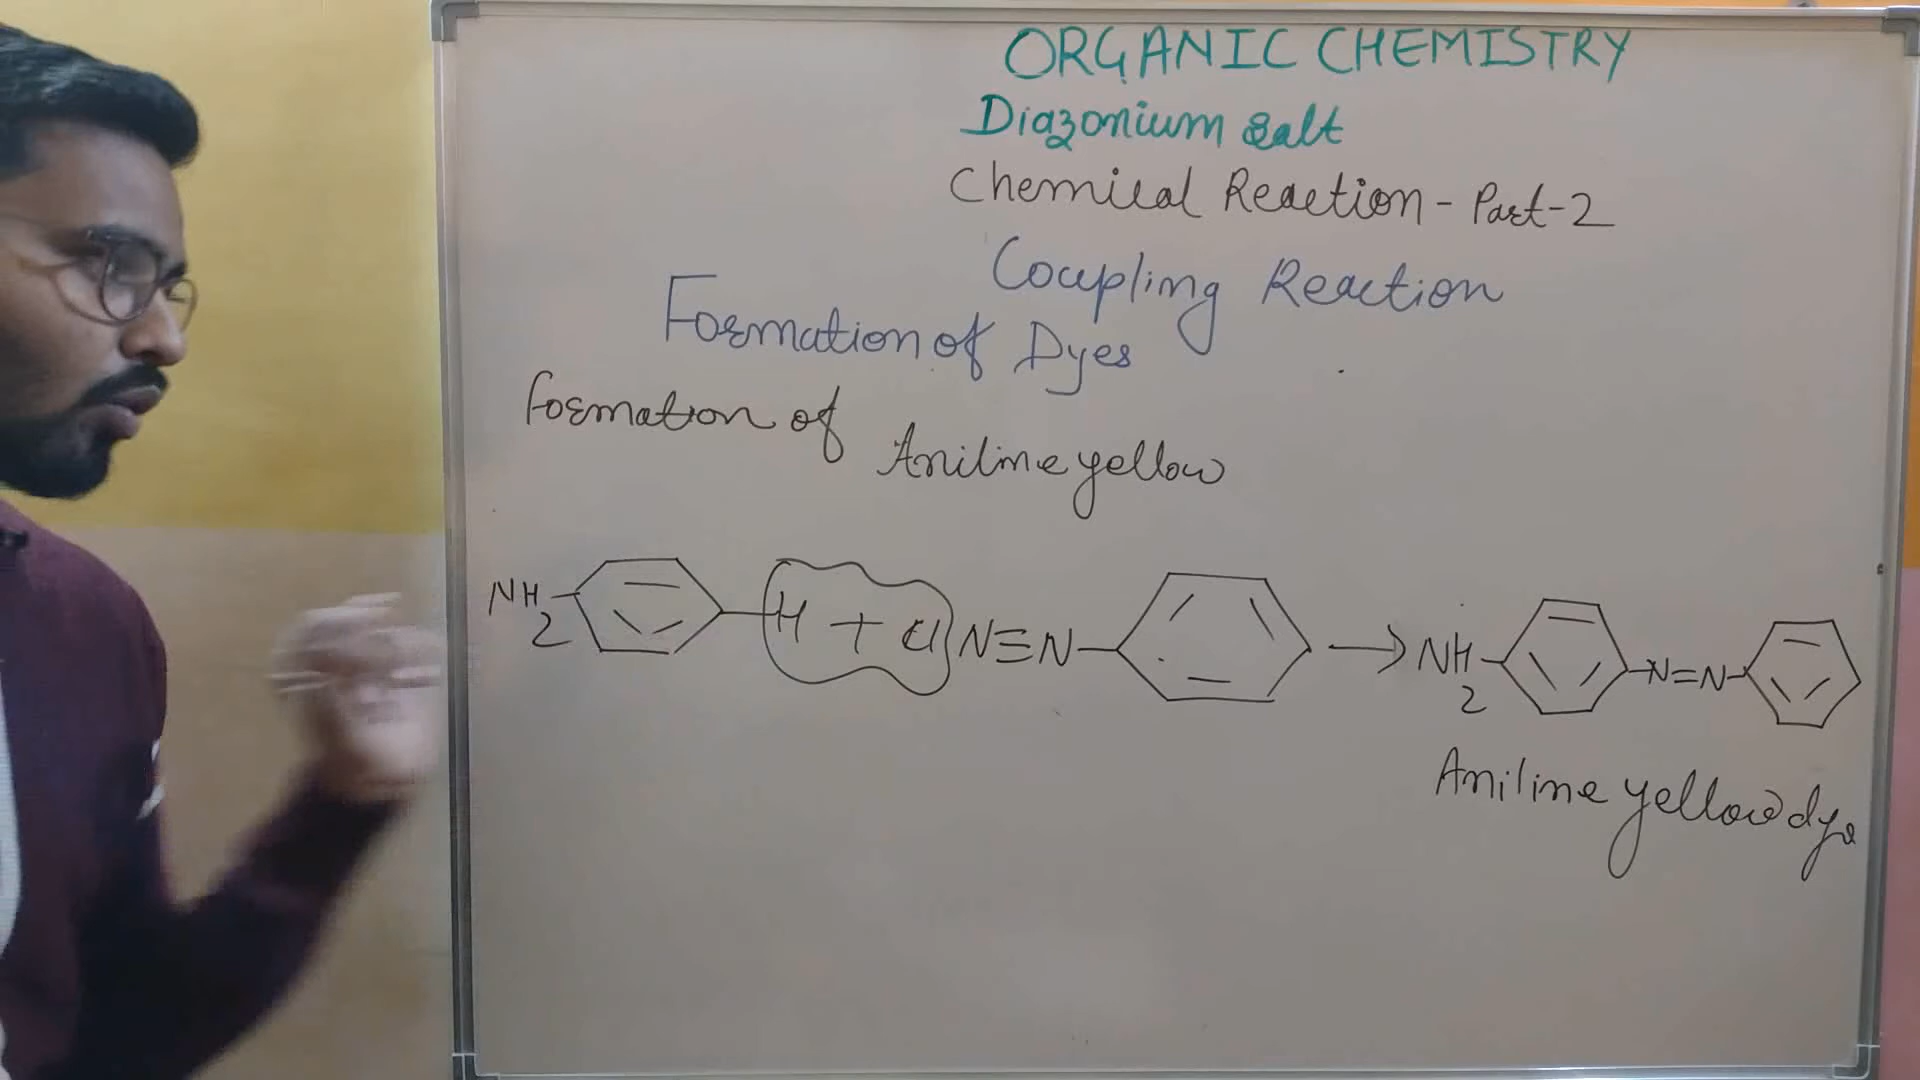 ORGANIC CHEMISTRY
Diazonium salt
Chemical Reaction - Part-2
Coupling Reaction
Formation of Dyes
Formation of
Aniline yellow
NH2 H + Cl N≡N → NH2 N=N
Aniline yellow dye